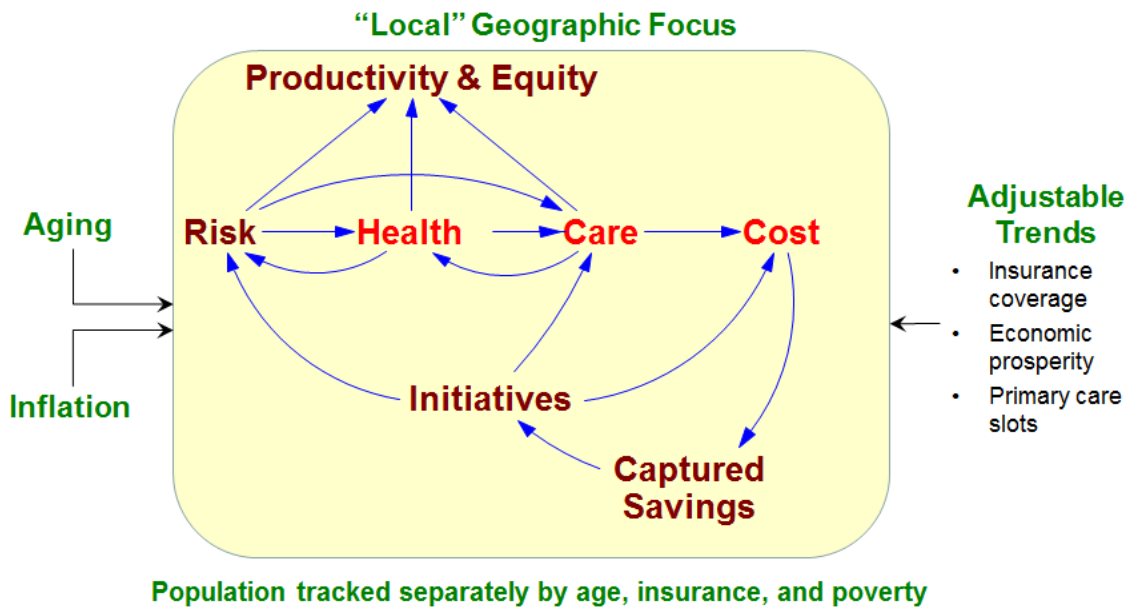 “Local” Geographic Focus
Productivity & Equity
Aging
Risk
Health
Care
Cost
Adjustable
Trends
• Insurance
coverage
• Economic
prosperity
• Primary care
slots
Inflation
Initiatives
Captured
Savings
Population tracked separately by age, insurance, and poverty